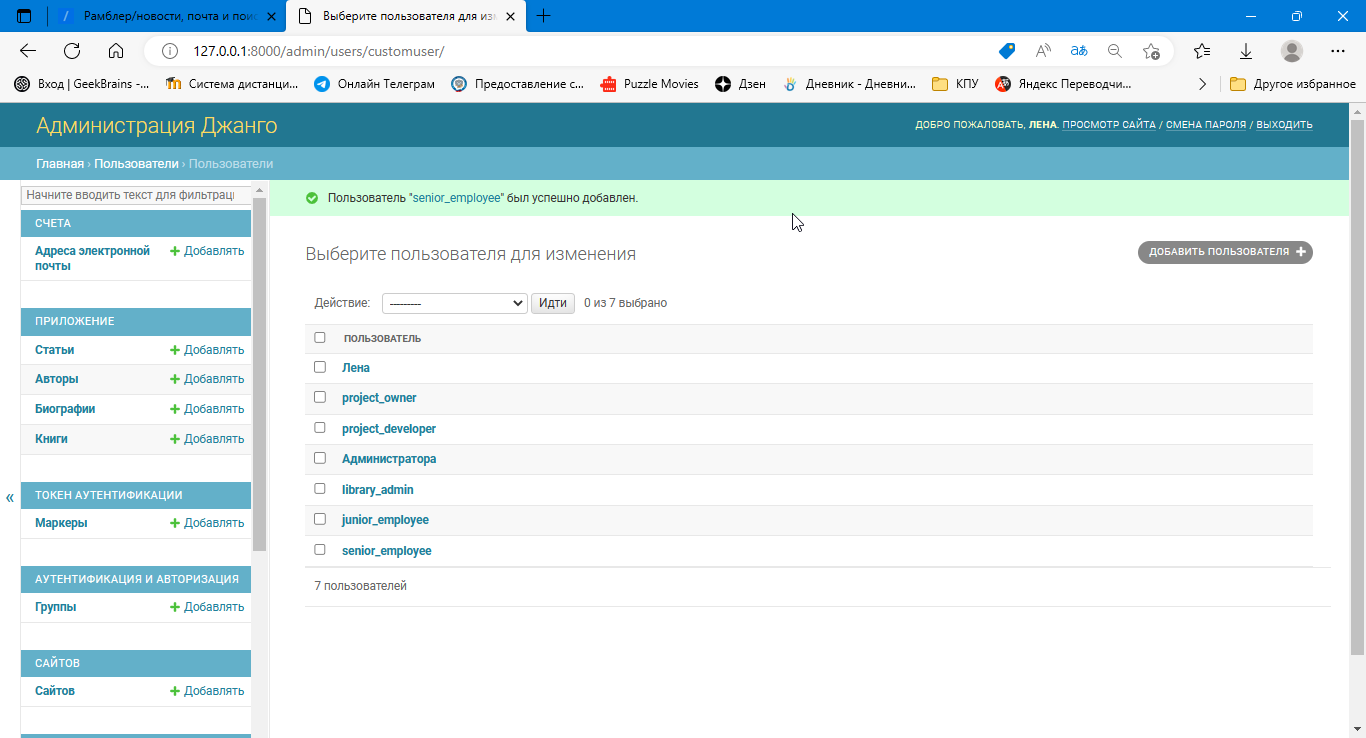 Рамблер/новости, почта и поис
Выберите пользователя для из
127.0.0.1:8000/admin/users/customuser/
Вход | GeekBrains -...
Система дистанци...
Онлайн Телеграм
Предоставление с...
Puzzle Movies
Дзен
Дневник - Дневни...
КПУ
Яндекс Переводчи...
Другое избранное
Администрация Джанго
ДОБРО ПОЖАЛОВАТЬ, ЛЕНА. ПРОСМОТР САЙТА / СМЕНА ПАРОЛЯ / ВЫХОДИТЬ
Главная › Пользователи › Пользователи
Начните вводить текст для фильтрац
СЧЕТА
Адреса электронной почты
Добавлять
ПРИЛОЖЕНИЕ
Статьи Добавлять
Авторы Добавлять
Биографии Добавлять
Книги Добавлять
ТОКЕН АУТЕНТИФИКАЦИИ
Маркеры Добавлять
АУТЕНТИФИКАЦИЯ И АВТОРИЗАЦИЯ
Группы Добавлять
САЙТОВ
Сайтов Добавлять
Пользователь "senior_employee" был успешно добавлен.
Выберите пользователя для изменения
ДОБАВИТЬ ПОЛЬЗОВАТЕЛЯ
Действие: --------- Идти 0 из 7 выбрано
ПОЛЬЗОВАТЕЛЬ
Лена
project_owner
project_developer
Администратора
library_admin
junior_employee
senior_employee
7 пользователей